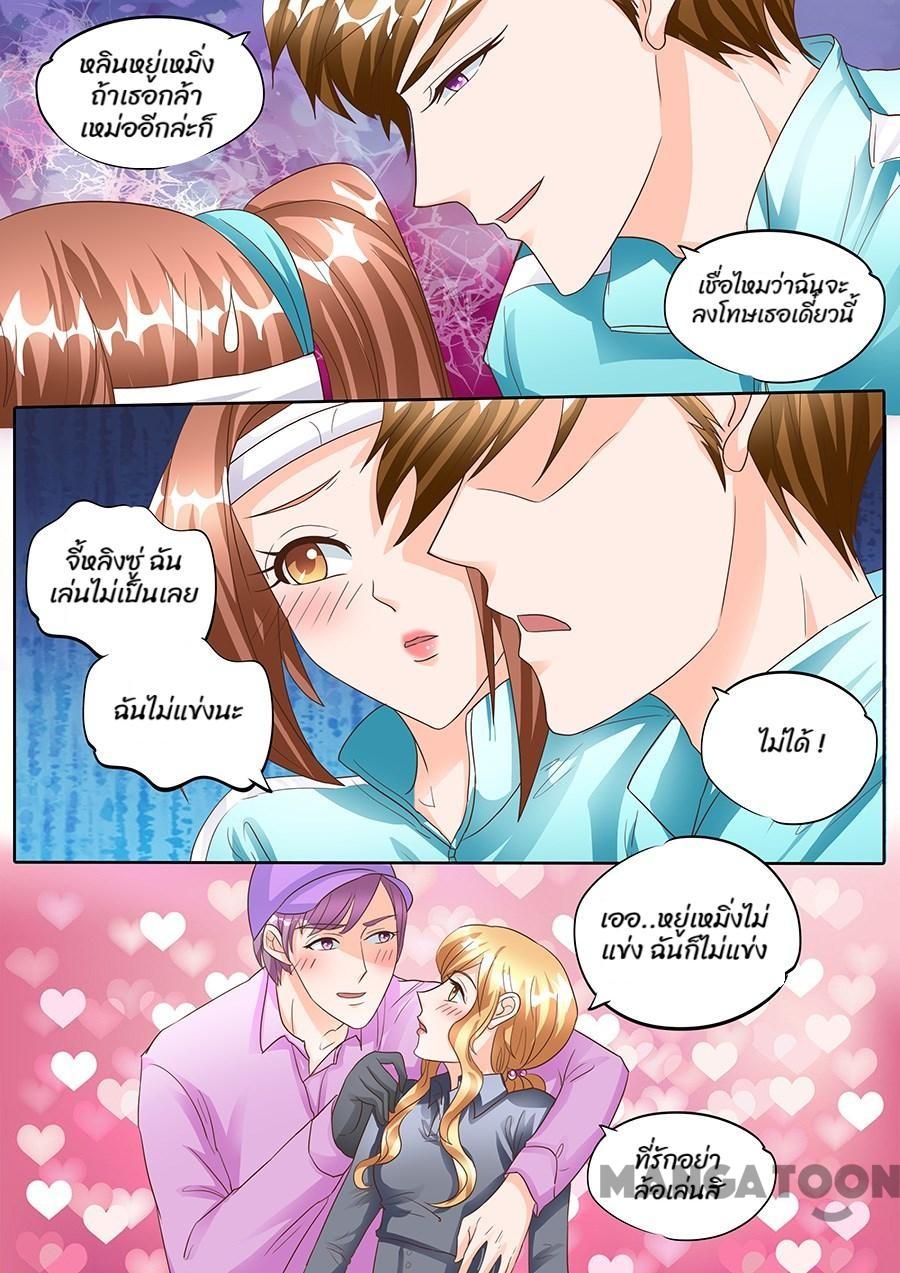 หลินหยู่เหมิ่ง
ถ้าเธอกล้า
เหม่ออีกล่ะก็
เชื่อไหมว่าฉันจะ
ลงโทษเธอเดี๋ยวนี้
จี้หลิงซู่ ฉัน
เล่นไม่เป็นเลย
ฉันไม่แข่งนะ
ไม่ได้ !
เออ..หยู่เหมิ่งไม่
แข่ง ฉันก็ไม่แข่ง
ที่รักอย่า
ล้อเล่นสิ
MANGATOON